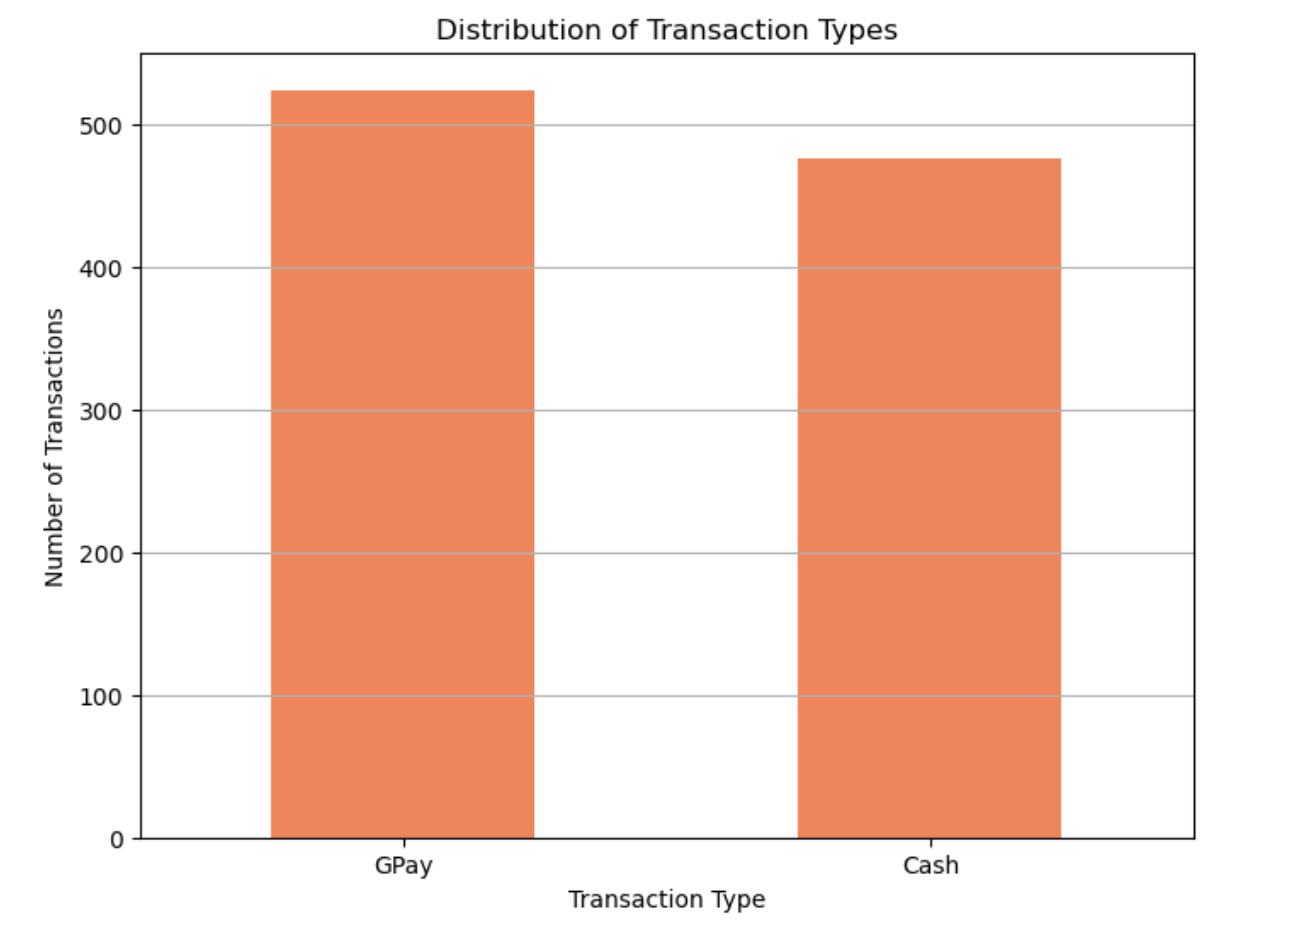 Distribution of Transaction Types
500
400
300
200
100
0
Number of Transactions
GPay Cash
Transaction Type